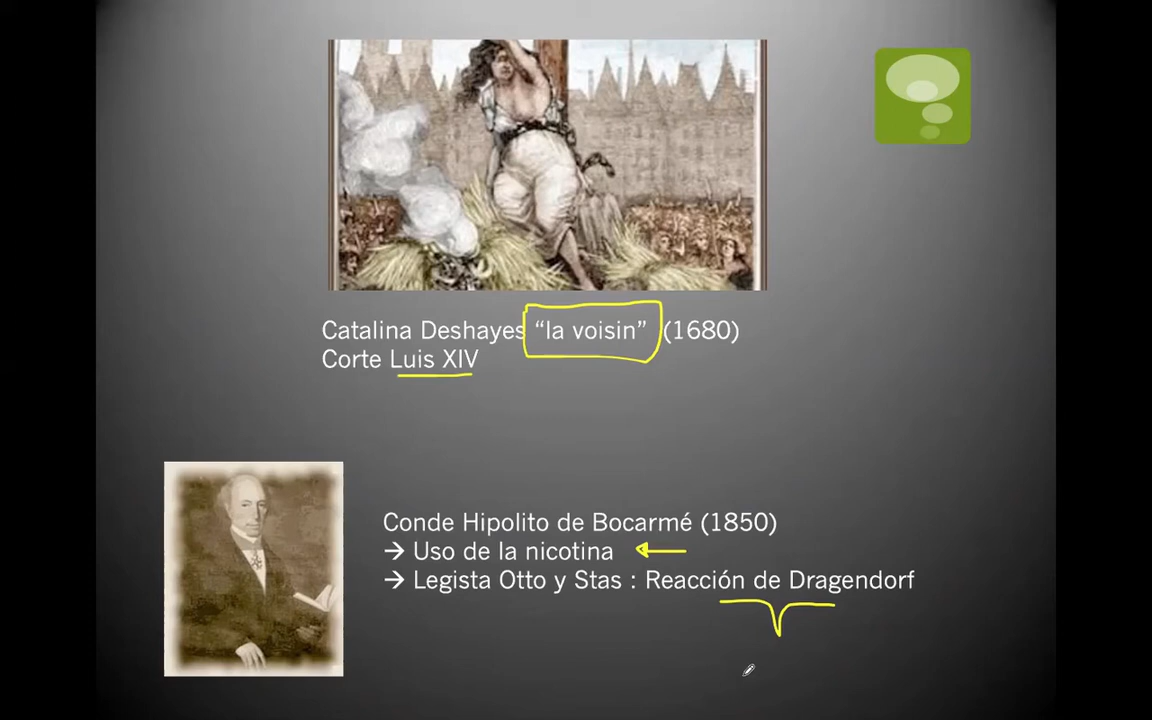 Catalina Deshayes “la voisin” (1680)
Corte Luis XIV
Conde Hipolito de Bocarmé (1850)
→ Uso de la nicotina
→ Legista Otto y Stas : Reacción de Dragendorf